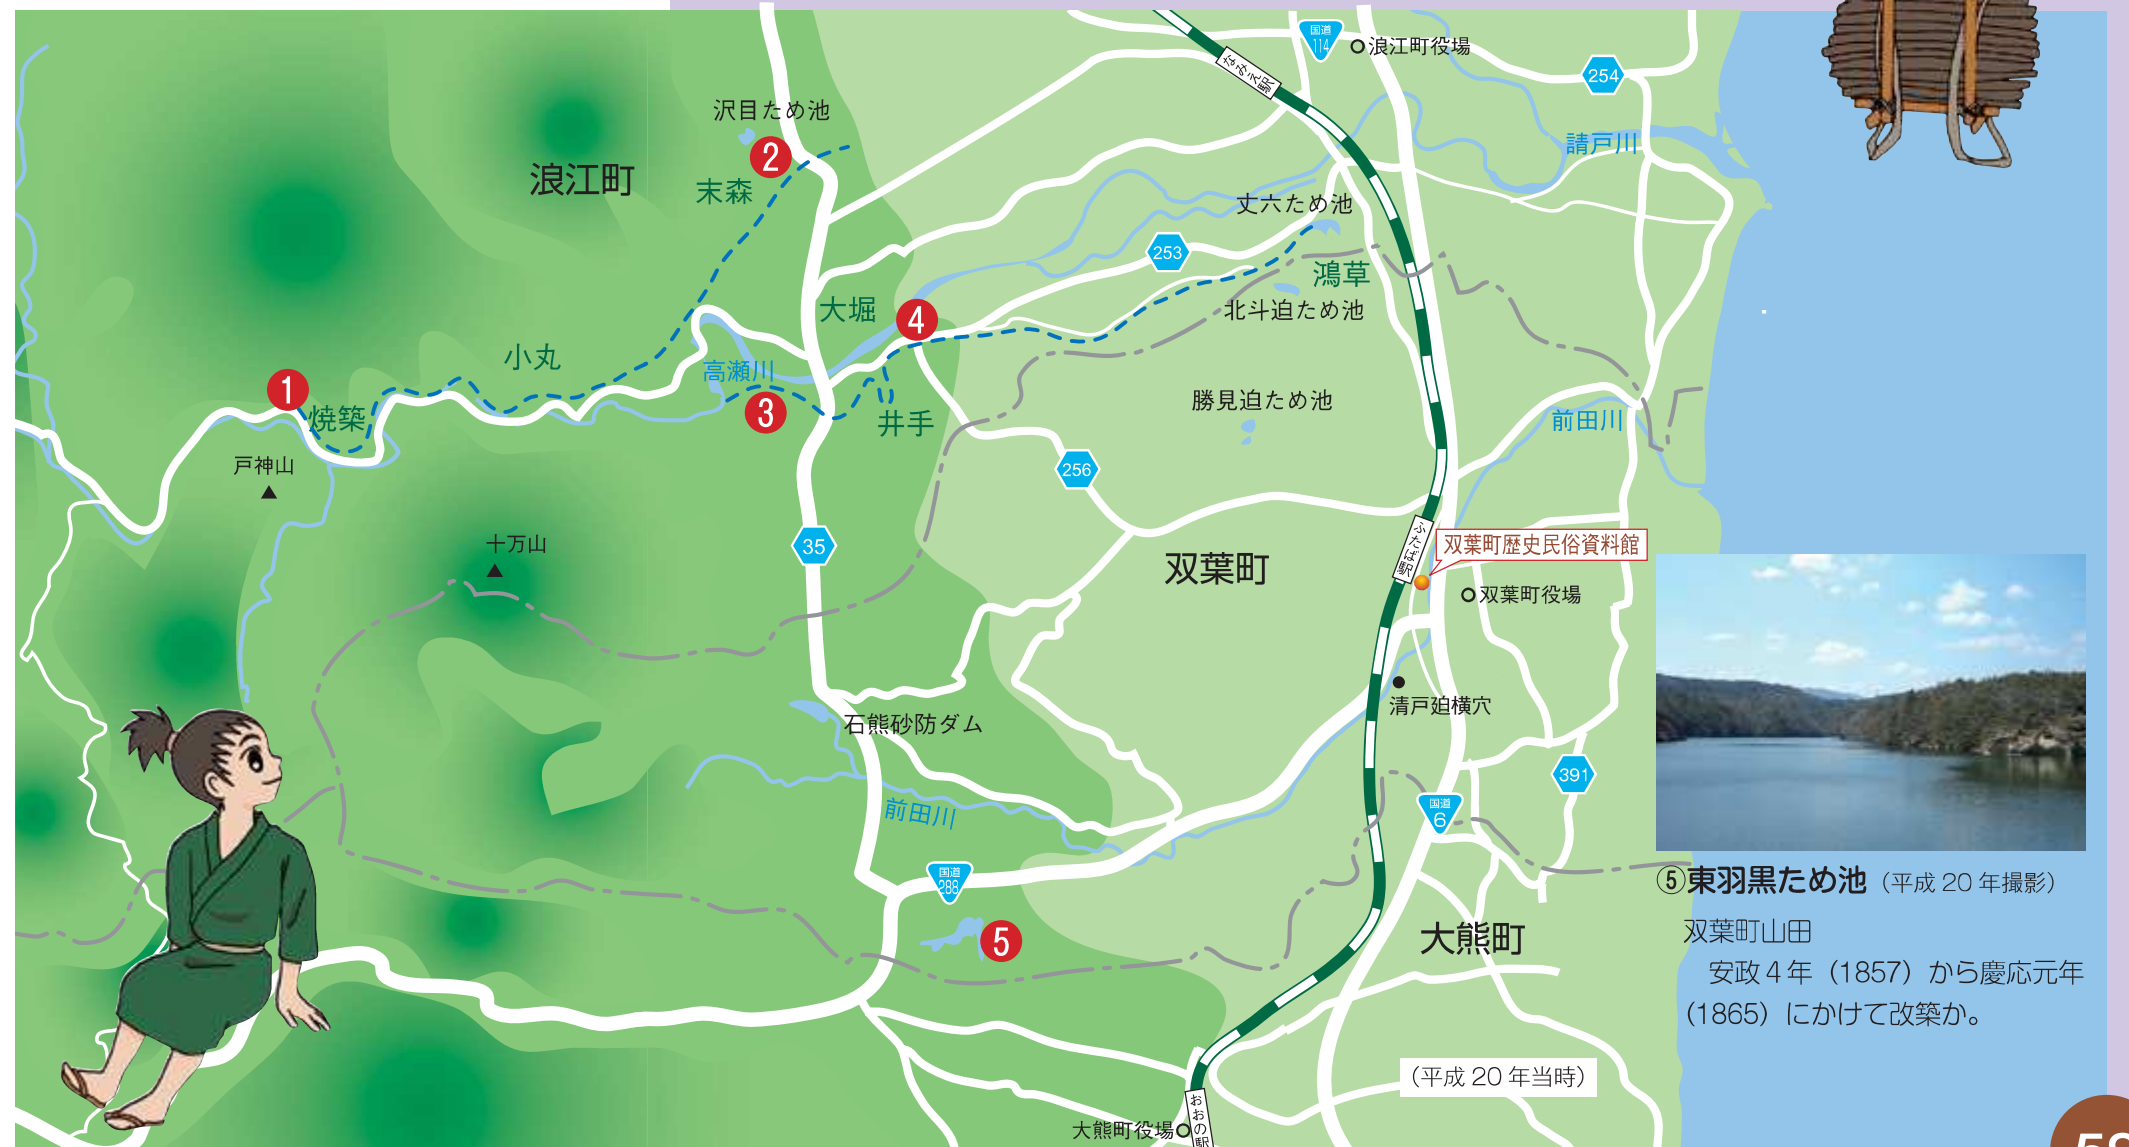 国道
114
浪江町役場
なみえ駅
254
沢目ため池
2
請戸川
浪江町
末森
丈六ため池
253
鴻草
大堀
4
北斗迫ため池
小丸
高瀬川
1
焼築
3
井手
勝見迫ため池
前田川
戸神山
256
十万山
35
双葉町
ふたば駅
双葉町歴史民俗資料館
双葉町役場
清戸廹横穴
石熊砂防ダム
前田川
391
国道
6
国道
288
5
大熊町
⑤東羽黒ため池（平成 20 年撮影）
双葉町山田
安政４年（1857）から慶応元年
（1865）にかけて改築か。
（平成 20 年当時）
大熊町役場
おおの駅